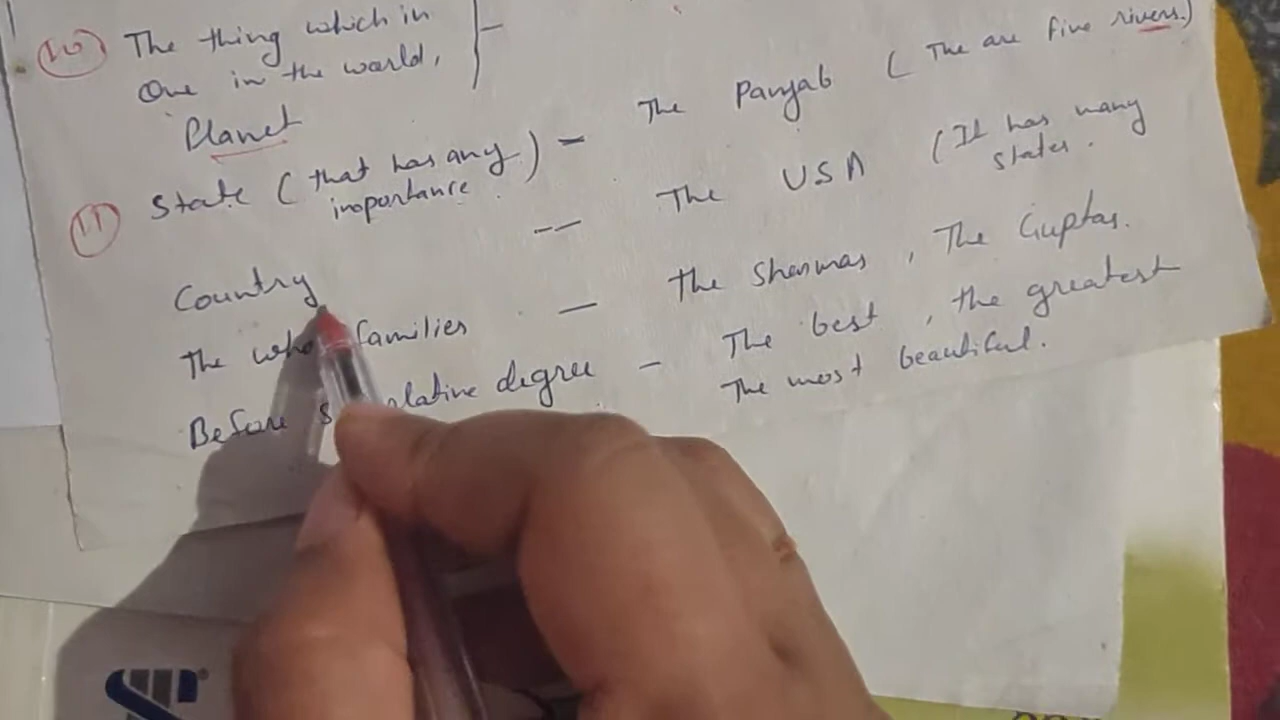 10 The thing which in
One in the world,
Planet
State (that has any importance) - The Panjab (The are five rivers.)
11
Country -- The USA (It has many states.
The families - The Sharmas, The Guptas.
Before degree - The best, the greatest
The most beautiful.